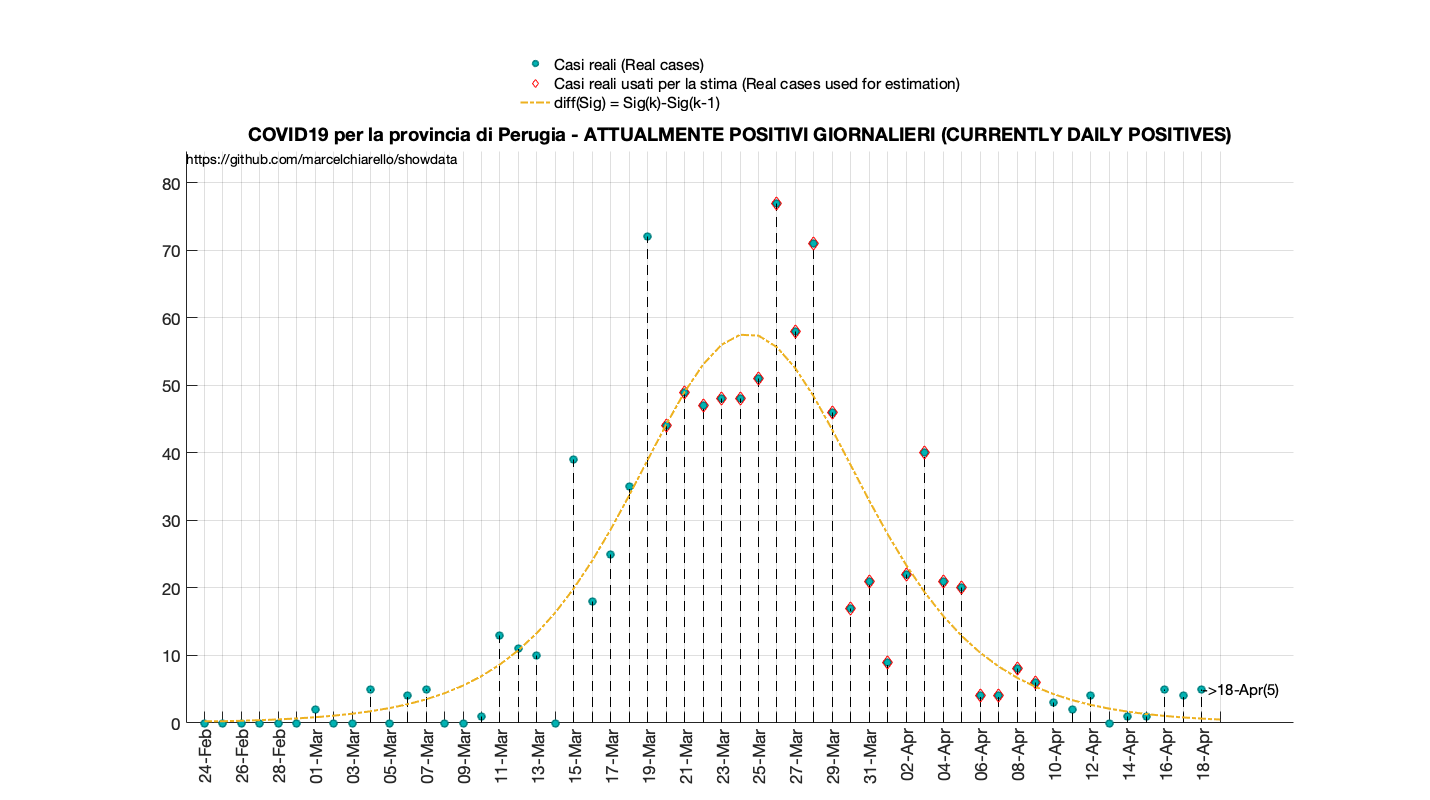 Casi reali (Real cases)
Casi reali usati per la stima (Real cases used for estimation)
diff(Sig) = Sig(k)-Sig(k-1)
COVID19 per la provincia di Perugia - ATTUALMENTE POSITIVI GIORNALIERI (CURRENTLY DAILY POSITIVES)
https://github.com/marcelchiarello/showdata
80
70
60
50
40
30
20
10
0
->18-Apr(5)
24-Feb
26-Feb
28-Feb
01-Mar
03-Mar
05-Mar
07-Mar
09-Mar
11-Mar
13-Mar
15-Mar
17-Mar
19-Mar
21-Mar
23-Mar
25-Mar
27-Mar
29-Mar
31-Mar
02-Apr
04-Apr
06-Apr
08-Apr
10-Apr
12-Apr
14-Apr
16-Apr
18-Apr